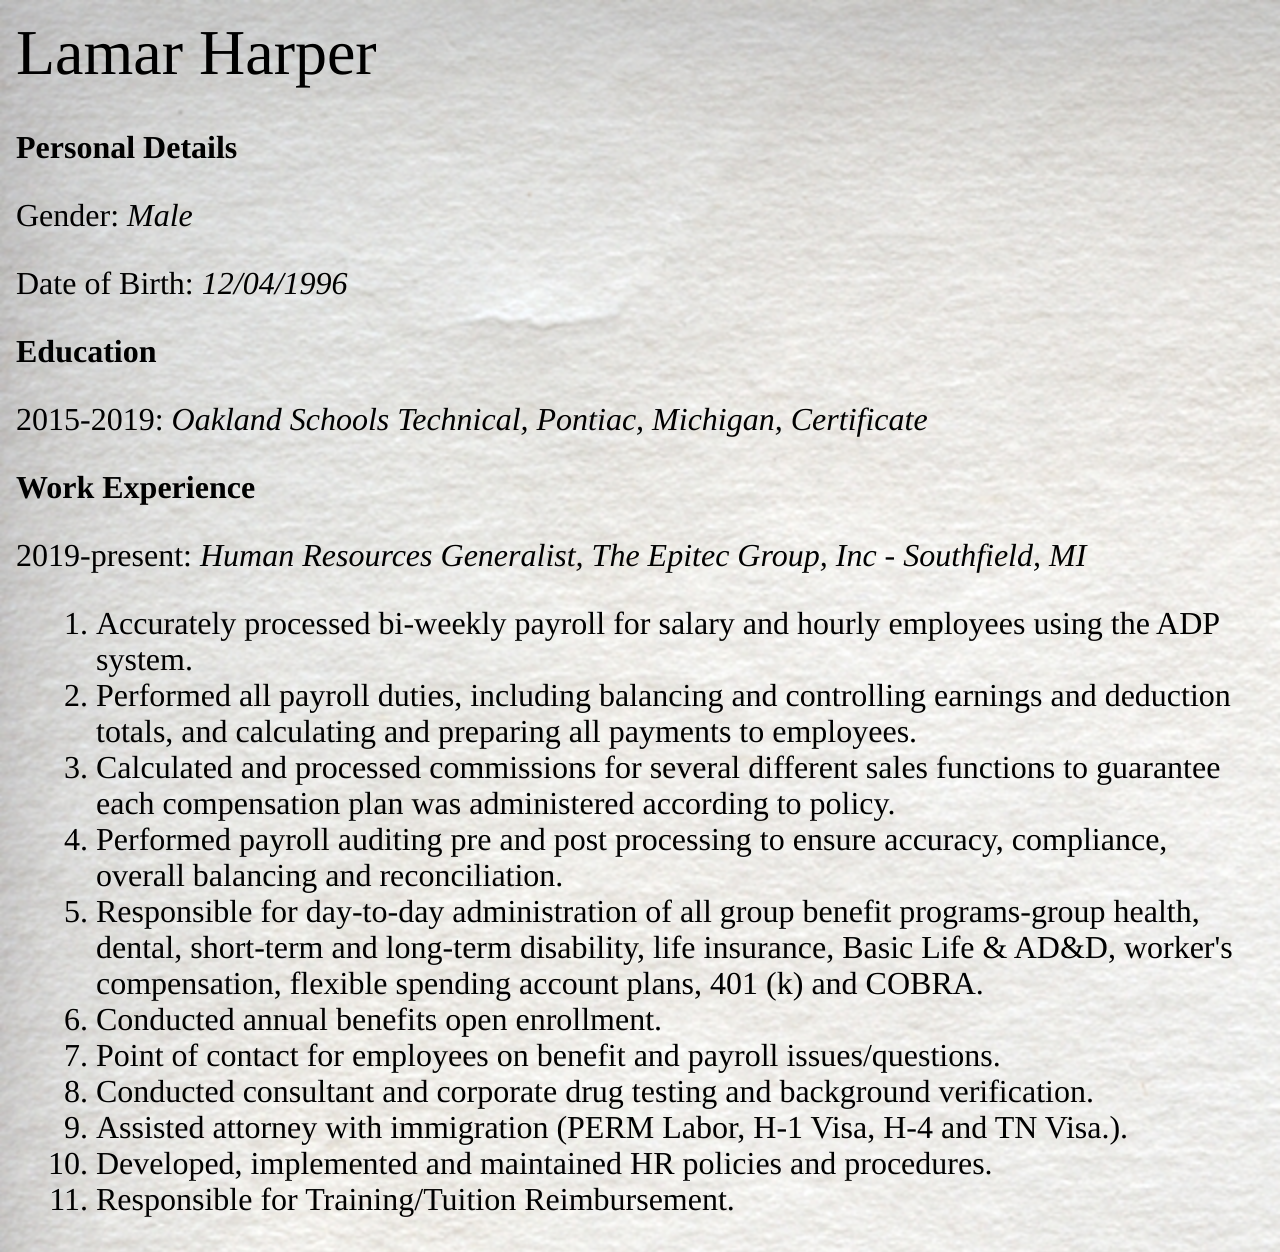 Lamar Harper
Personal Details
Gender: Male
Date of Birth: 12/04/1996
Education
2015-2019: Oakland Schools Technical, Pontiac, Michigan, Certificate
Work Experience
2019-present: Human Resources Generalist, The Epitec Group, Inc - Southfield, MI
1. Accurately processed bi-weekly payroll for salary and hourly employees using the ADP
system.
2. Performed all payroll duties, including balancing and controlling earnings and deduction
totals, and calculating and preparing all payments to employees.
3. Calculated and processed commissions for several different sales functions to guarantee
each compensation plan was administered according to policy.
4. Performed payroll auditing pre and post processing to ensure accuracy, compliance,
overall balancing and reconciliation.
5. Responsible for day-to-day administration of all group benefit programs-group health,
dental, short-term and long-term disability, life insurance, Basic Life & AD&D, worker's
compensation, flexible spending account plans, 401 (k) and COBRA.
6. Conducted annual benefits open enrollment.
7. Point of contact for employees on benefit and payroll issues/questions.
8. Conducted consultant and corporate drug testing and background verification.
9. Assisted attorney with immigration (PERM Labor, H-1 Visa, H-4 and TN Visa.).
10. Developed, implemented and maintained HR policies and procedures.
11. Responsible for Training/Tuition Reimbursement.